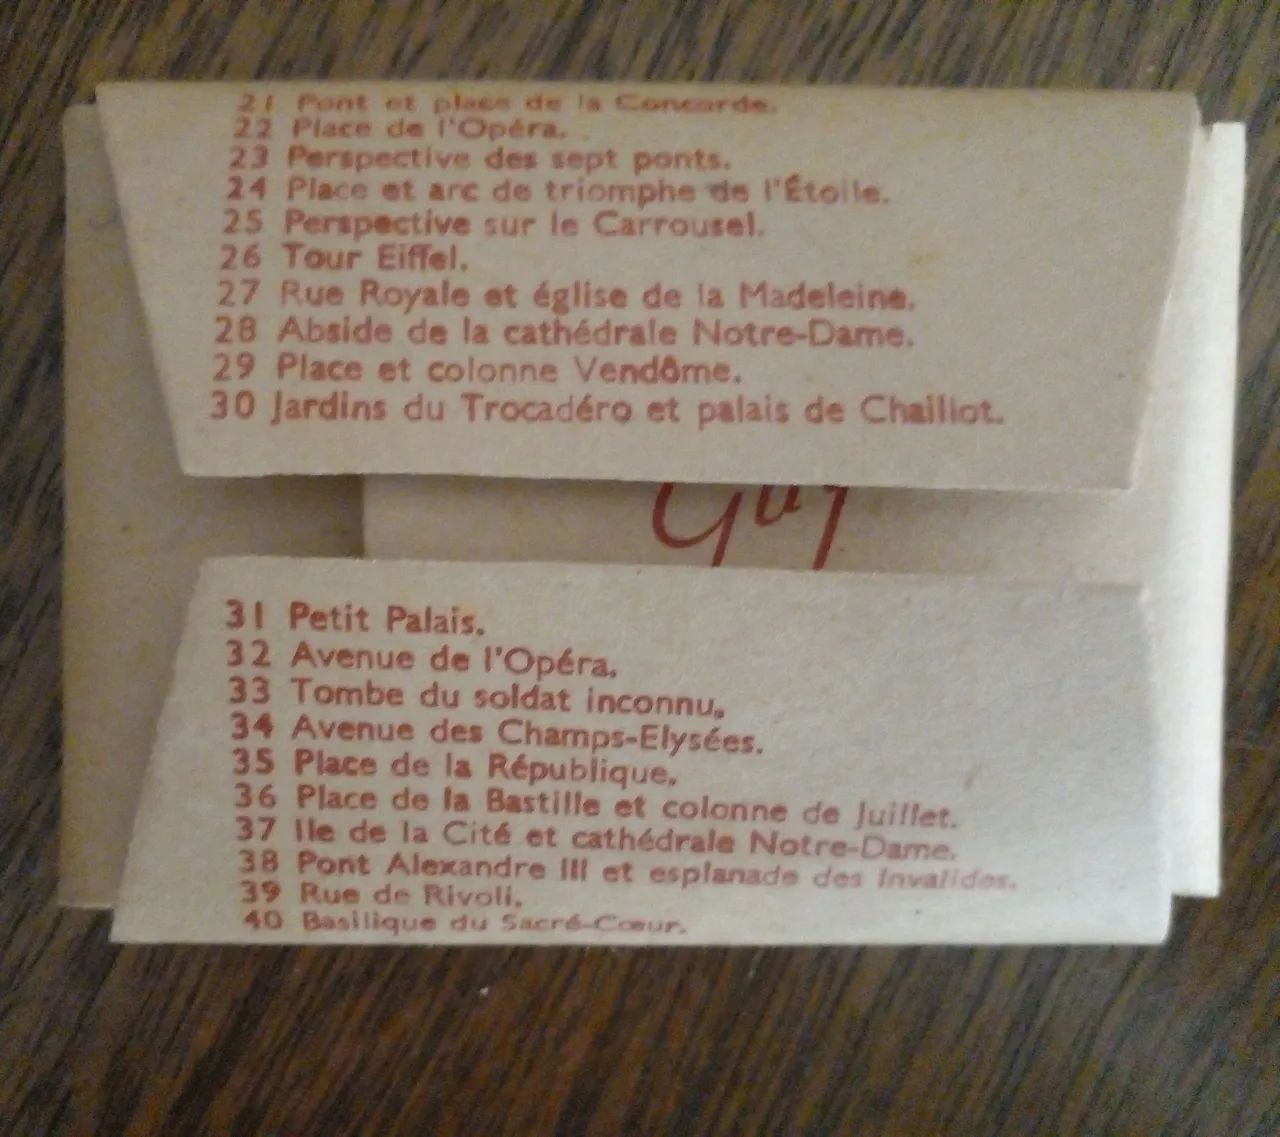 21 Pont et place de la Concorde.
22 Place de l'Opéra.
23 Perspective des sept ponts.
24 Place et arc de triomphe de l'Étoile.
25 Perspective sur le Carrousel.
26 Tour Eiffel.
27 Rue Royale et église de la Madeleine.
28 Abside de la cathédrale Notre-Dame.
29 Place et colonne Vendôme.
30 Jardins du Trocadéro et palais de Chaillot.
Guy
31 Petit Palais.
32 Avenue de l'Opéra.
33 Tombe du soldat inconnu.
34 Avenue des Champs-Elysées.
35 Place de la République.
36 Place de la Bastille et colonne de Juillet.
37 Ile de la Cité et cathédrale Notre-Dame.
38 Pont Alexandre III et esplanade des Invalides.
39 Rue de Rivoli.
40 Basilique du Sacré-Cœur.